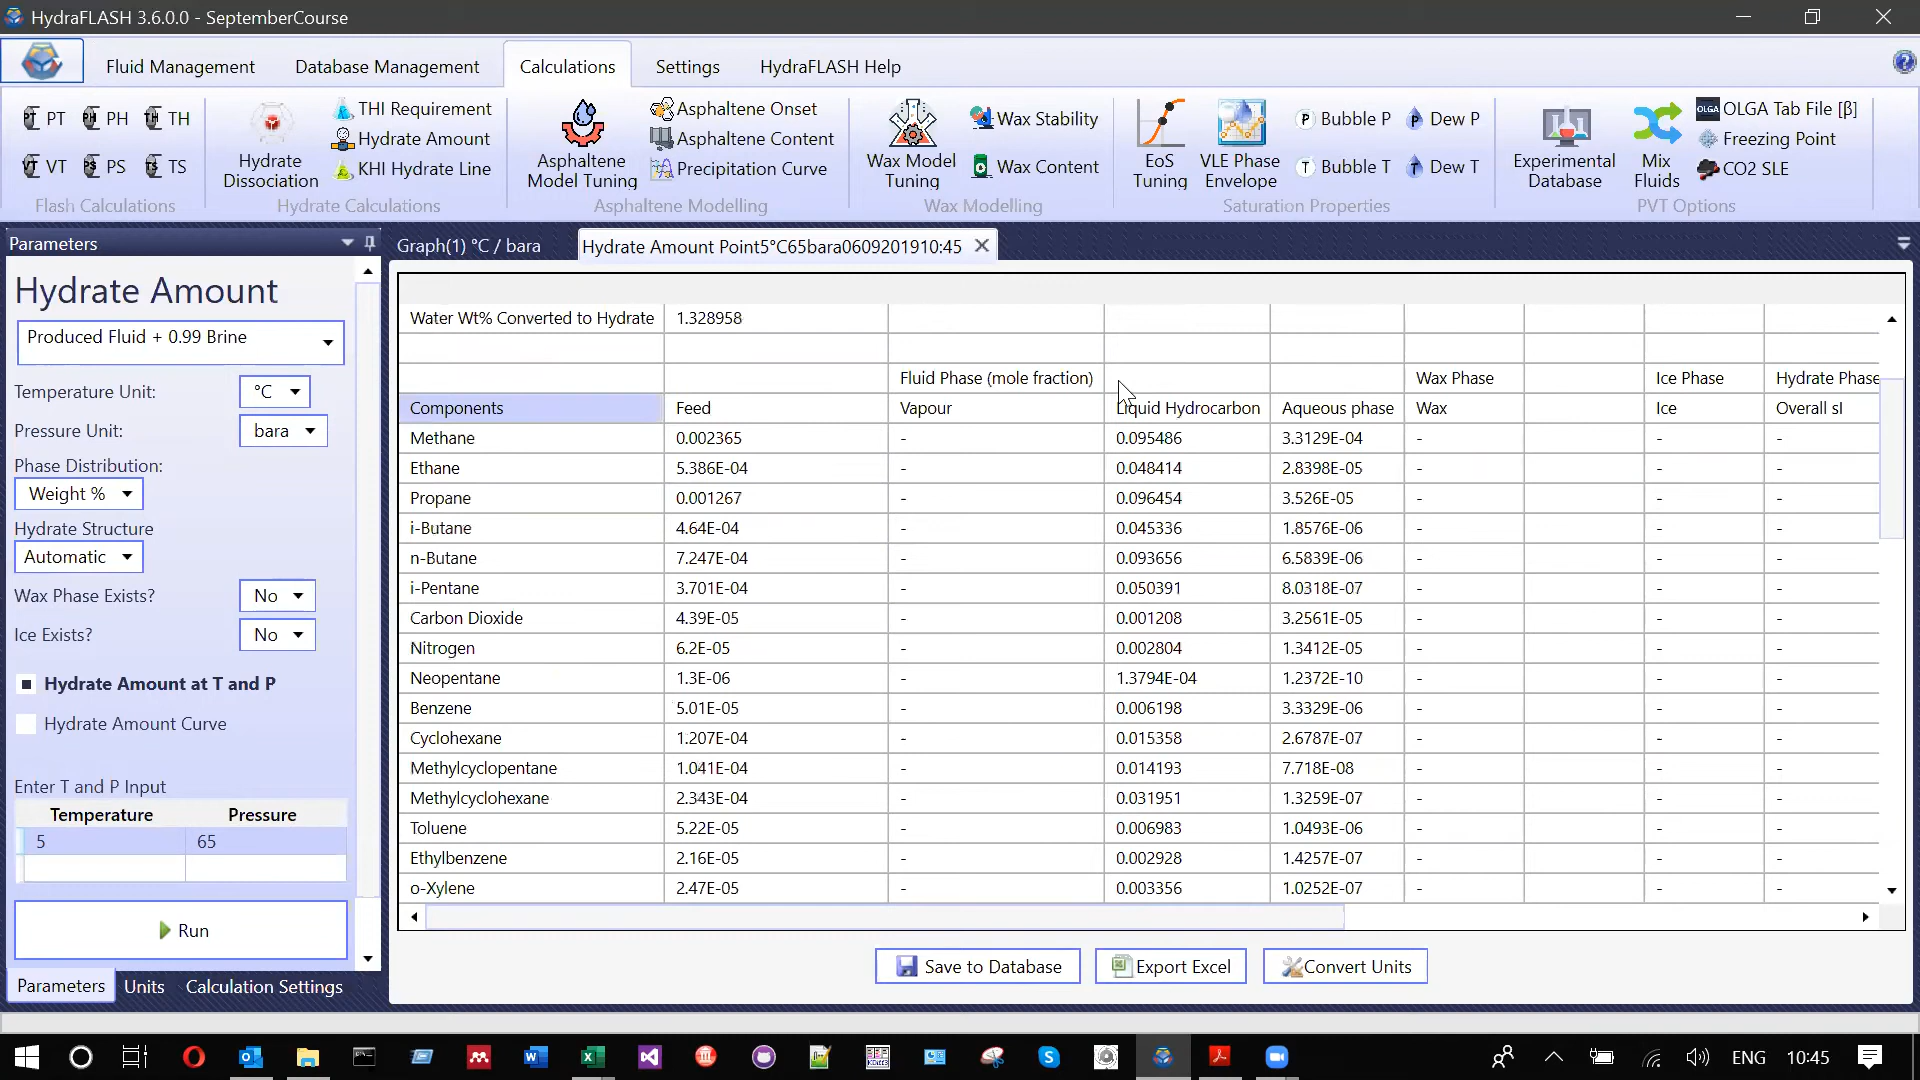 HydraFLASH 3.6.0.0 - SeptemberCourse
Fluid Management Database Management Calculations Settings HydraFLASH Help
PT PH TH
VT PS TS
Flash Calculations
Hydrate Dissociation
THI Requirement
Hydrate Amount
KHI Hydrate Line
Hydrate Calculations
Asphaltene Model Tuning
Asphaltene Onset
Asphaltene Content
Precipitation Curve
Asphaltene Modelling
Wax Model Tuning
Wax Stability
Wax Content
Wax Modelling
EoS Tuning
VLE Phase Envelope
Bubble P Dew P
Bubble T Dew T
Saturation Properties
Experimental Database
Mix Fluids
OLGA Tab File [β]
Freezing Point
CO2 SLE
PVT Options
Parameters
Hydrate Amount
Produced Fluid + 0.99 Brine
Temperature Unit: °C
Pressure Unit: bara
Phase Distribution:
Weight %
Hydrate Structure
Automatic
Wax Phase Exists? No
Ice Exists? No
Hydrate Amount at T and P
Hydrate Amount Curve
Enter T and P Input
Temperature Pressure
5 65
Run
Parameters Units Calculation Settings
Graph(1) °C / bara Hydrate Amount Point5°C65bara0609201910:45
Water Wt% Converted to Hydrate 1.328958
Fluid Phase (mole fraction) Wax Phase Ice Phase Hydrate Phase
Components Feed Vapour Liquid Hydrocarbon Aqueous phase Wax Ice Overall sI
Methane 0.002365 - 0.095486 3.3129E-04 - - -
Ethane 5.386E-04 - 0.048414 2.8398E-05 - - -
Propane 0.001267 - 0.096454 3.526E-05 - - -
i-Butane 4.64E-04 - 0.045336 1.8576E-06 - - -
n-Butane 7.247E-04 - 0.093656 6.5839E-06 - - -
i-Pentane 3.701E-04 - 0.050391 8.0318E-07 - - -
Carbon Dioxide 4.39E-05 - 0.001208 3.2561E-05 - - -
Nitrogen 6.2E-05 - 0.002804 1.3412E-05 - - -
Neopentane 1.3E-06 - 1.3794E-04 1.2372E-10 - - -
Benzene 5.01E-05 - 0.006198 3.3329E-06 - - -
Cyclohexane 1.207E-04 - 0.015358 2.6787E-07 - - -
Methylcyclopentane 1.041E-04 - 0.014193 7.718E-08 - - -
Methylcyclohexane 2.343E-04 - 0.031951 1.3259E-07 - - -
Toluene 5.22E-05 - 0.006983 1.0493E-06 - - -
Ethylbenzene 2.16E-05 - 0.002928 1.4257E-07 - - -
o-Xylene 2.47E-05 - 0.003356 1.0252E-07 - - -
Save to Database Export Excel Convert Units
ENG 10:45